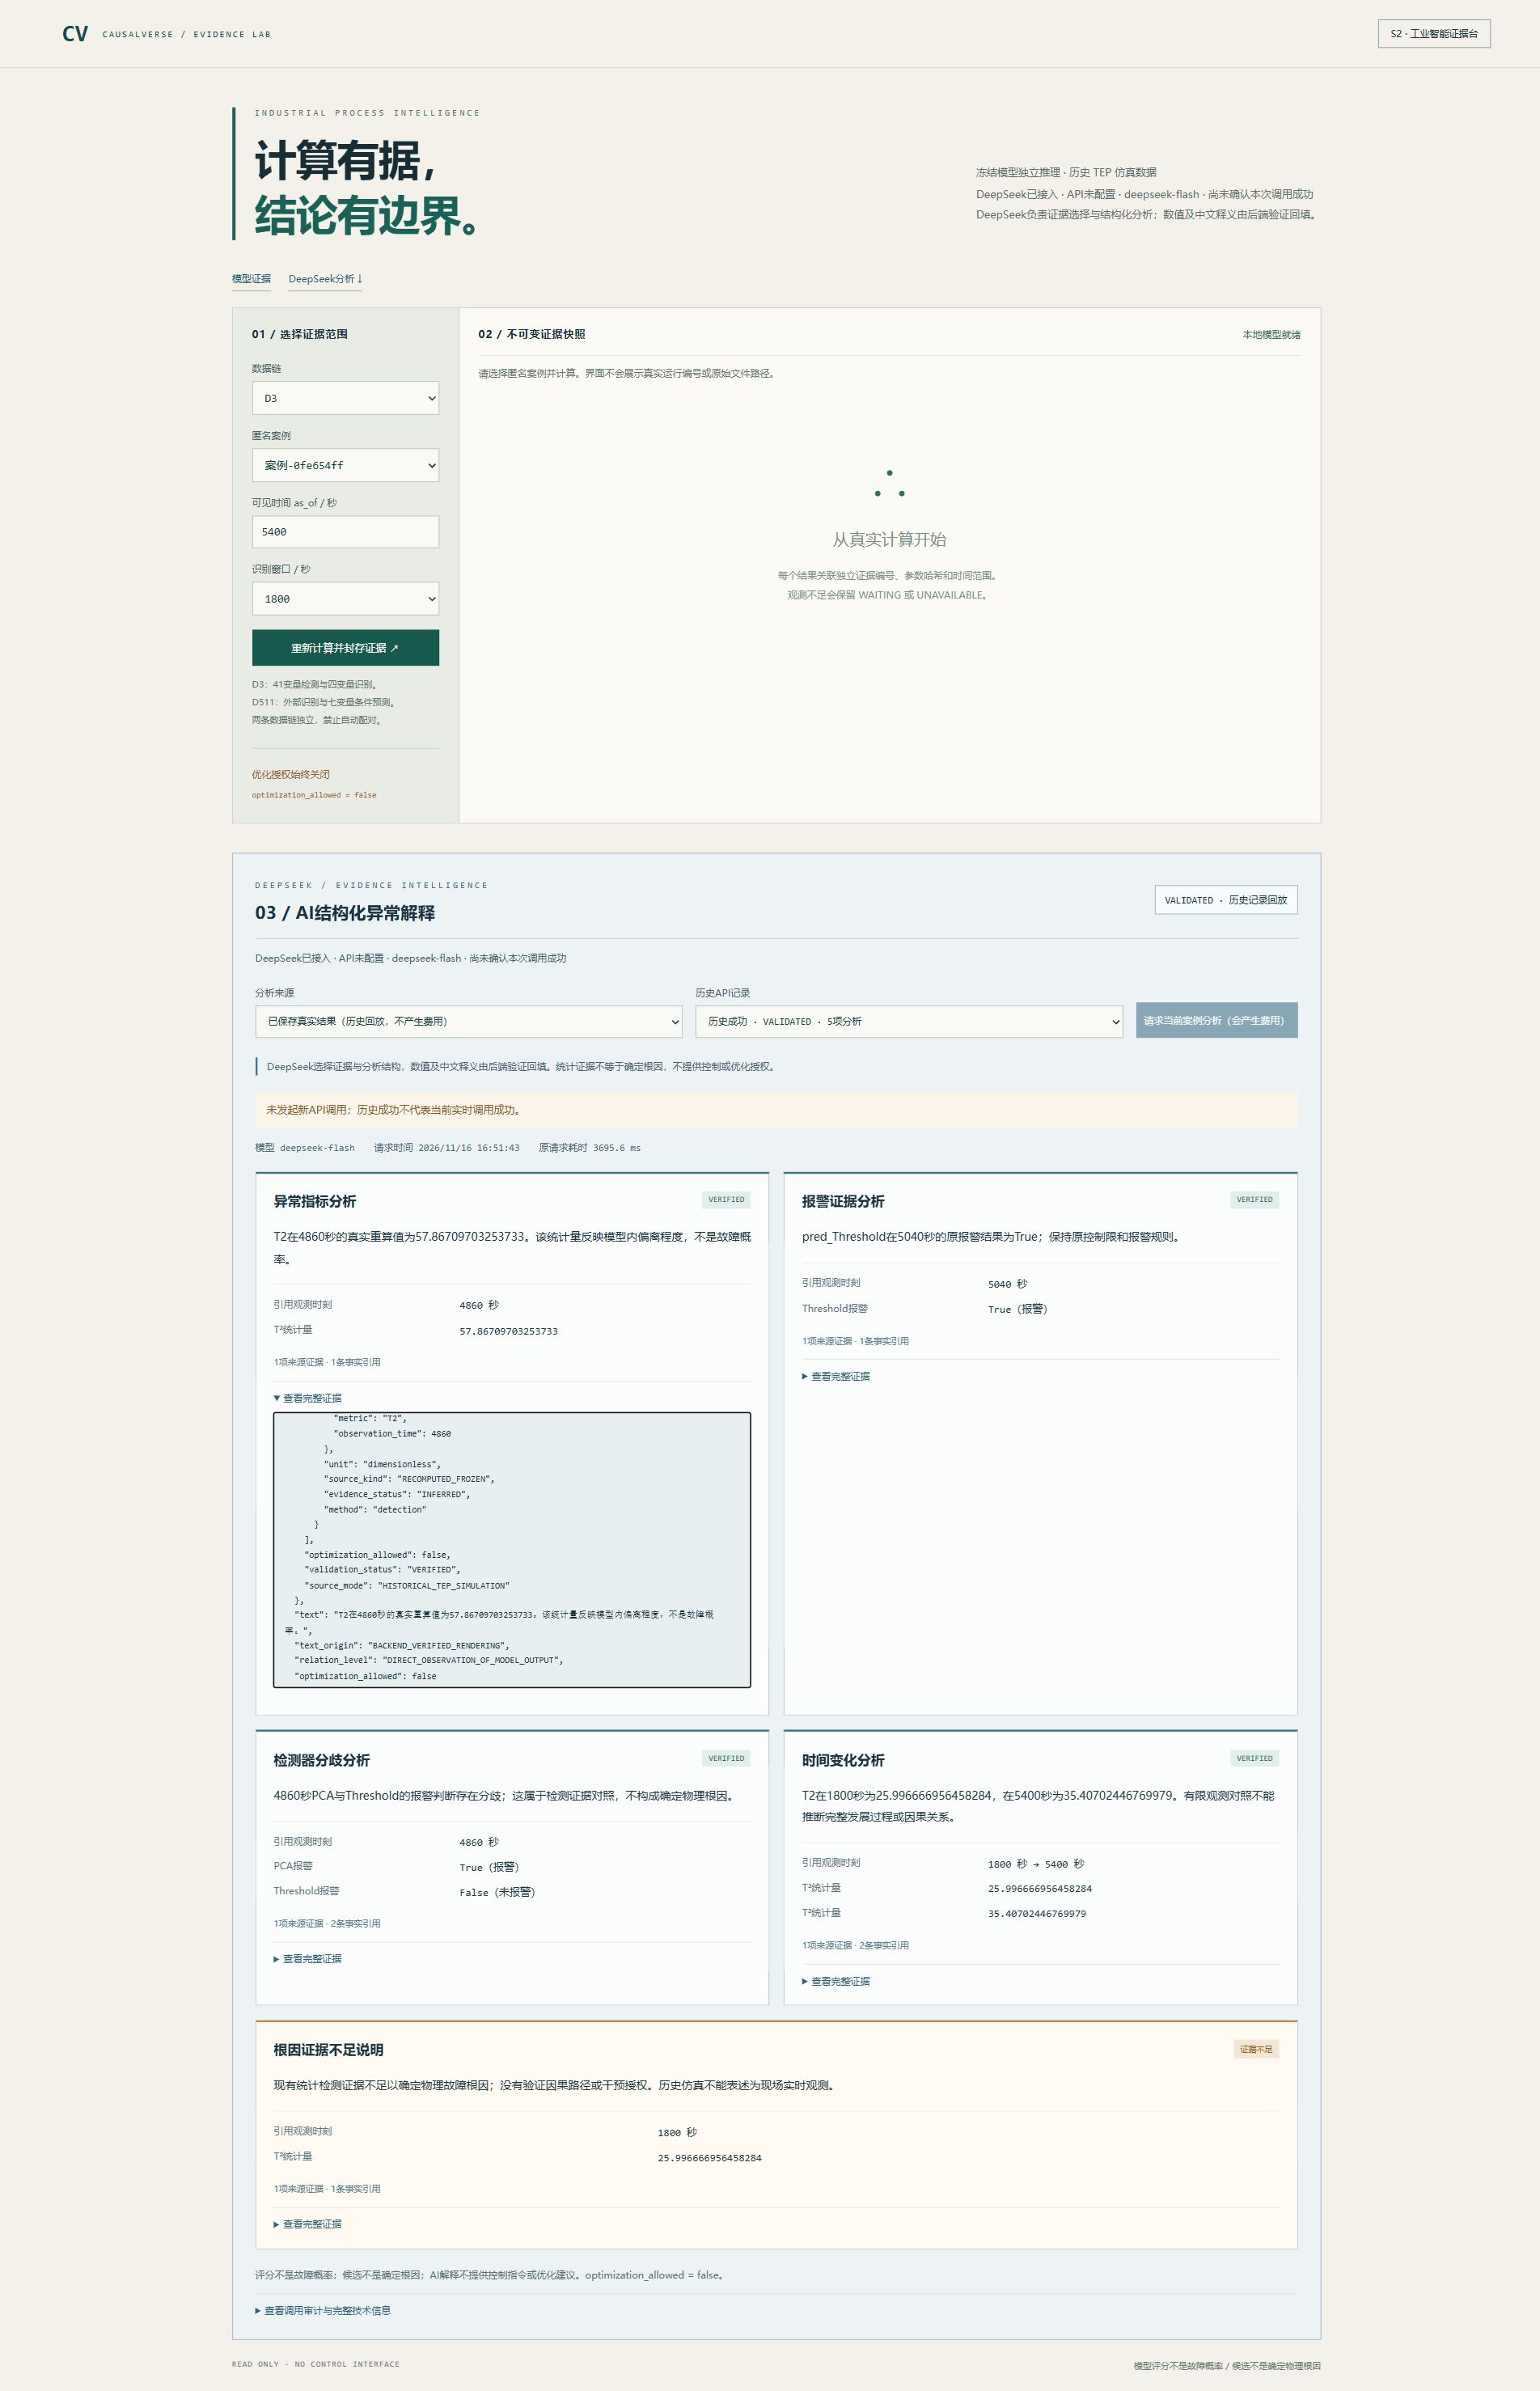 CV CAUSALVERSE / EVIDENCE LAB
S2 · 工业智能证据台
INDUSTRIAL PROCESS INTELLIGENCE
计算有据，
结论有边界。
冻结模型独立推理 · 历史 TEP 仿真数据
DeepSeek已接入 · API未配置 · deepseek-flash · 尚未确认本次调用成功
DeepSeek负责证据选择与结构化分析；数值及中文释义由后端验证回填。
模型证据 DeepSeek分析↓
01 / 选择证据范围
数据链
D3
匿名案例
案例-0fe654ff
可见时间 as_of / 秒
5400
识别窗口 / 秒
1800
重新计算并封存证据 ↗
D3：41变量检测与四变量识别。
D511：外部识别与七变量条件预测。
两条数据链独立，禁止自动配对。
优化授权始终关闭
optimization_allowed = false
02 / 不可变证据快照
本地模型就绪
请选择匿名案例并计算。界面不会展示真实运行编号或原始文件路径。
从真实计算开始
每个结果关联独立证据编号、参数哈希和时间范围。
观测不足会保留 WAITING 或 UNAVAILABLE。
DEEPSEEK / EVIDENCE INTELLIGENCE
03 / AI结构化异常解释
VALIDATED · 历史记录回放
DeepSeek已接入 · API未配置 · deepseek-flash · 尚未确认本次调用成功
分析来源
已保存真实结果（历史回放，不产生费用）
历史API记录
历史成功 · VALIDATED · 5项分析
请求当前案例分析（会产生费用）
DeepSeek选择证据与分析结构，数值及中文释义由后端验证回填。统计证据不等于确定根因，不提供控制或优化授权。
未发起新API调用；历史成功不代表当前实时调用成功。
模型 deepseek-flash 请求时间 2026/11/16 16:51:43 原请求耗时 3695.6 ms
异常指标分析
VERIFIED
T2在4860秒的真实重算值为57.86709703253733。该统计量反映模型内偏离程度，不是故障概
率。
引用观测时刻 4860 秒
T²统计量 57.86709703253733
1项来源证据 · 1条事实引用
▼ 查看完整证据
"metric": "T2",
"observation_time": 4860
},
"unit": "dimensionless",
"source_kind": "RECOMPUTED_FROZEN",
"evidence_status": "INFERRED",
"method": "detection"
}
],
"optimization_allowed": false,
"validation_status": "VERIFIED",
"source_mode": "HISTORICAL_TEP_SIMULATION"
},
"text": "T2在4860秒的真实重算值为57.86709703253733。该统计量反映模型内偏离程度，不是故障概
率。",
"text_origin": "BACKEND_VERIFIED_RENDERING",
"relation_level": "DIRECT_OBSERVATION_OF_MODEL_OUTPUT",
"optimization_allowed": false
报警证据分析
VERIFIED
pred_Threshold在5040秒的原报警结果为True；保持原控制限和报警规则。
引用观测时刻 5040 秒
Threshold报警 True（报警）
1项来源证据 · 1条事实引用
▶ 查看完整证据
检测器分歧分析
VERIFIED
4860秒PCA与Threshold的报警判断存在分歧；这属于检测证据对照，不构成确定物理根因。
引用观测时刻 4860 秒
PCA报警 True（报警）
Threshold报警 False（未报警）
1项来源证据 · 2条事实引用
▶ 查看完整证据
时间变化分析
VERIFIED
T2在1800秒为25.996666956458284，在5400秒为35.40702446769979。有限观测对照不能
推断完整发展过程或因果关系。
引用观测时刻 1800 秒 → 5400 秒
T²统计量 25.996666956458284
T²统计量 35.40702446769979
1项来源证据 · 2条事实引用
▶ 查看完整证据
根因证据不足说明
证据不足
现有统计检测证据不足以确定物理故障根因；没有验证因果路径或干预授权。历史仿真不能表述为现场实时观测。
引用观测时刻 1800 秒
T²统计量 25.996666956458284
1项来源证据 · 1条事实引用
▶ 查看完整证据
评分不是故障概率；候选不是确定根因；AI解释不提供控制指令或优化建议。optimization_allowed = false。
▶ 查看调用审计与完整技术信息
READ ONLY · NO CONTROL INTERFACE
模型评分不是故障概率 / 候选不是确定物理根因